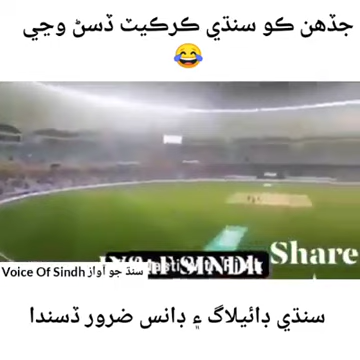 جڏهن ڪو سنڌي ڪرڪيٽ ڏسڻ وڃي
😂
Share
Voice Of Sindh سنڌ جو آواز
سنڌي ڊائيلاگ ۽ ڊانس ضرور ڏسندا